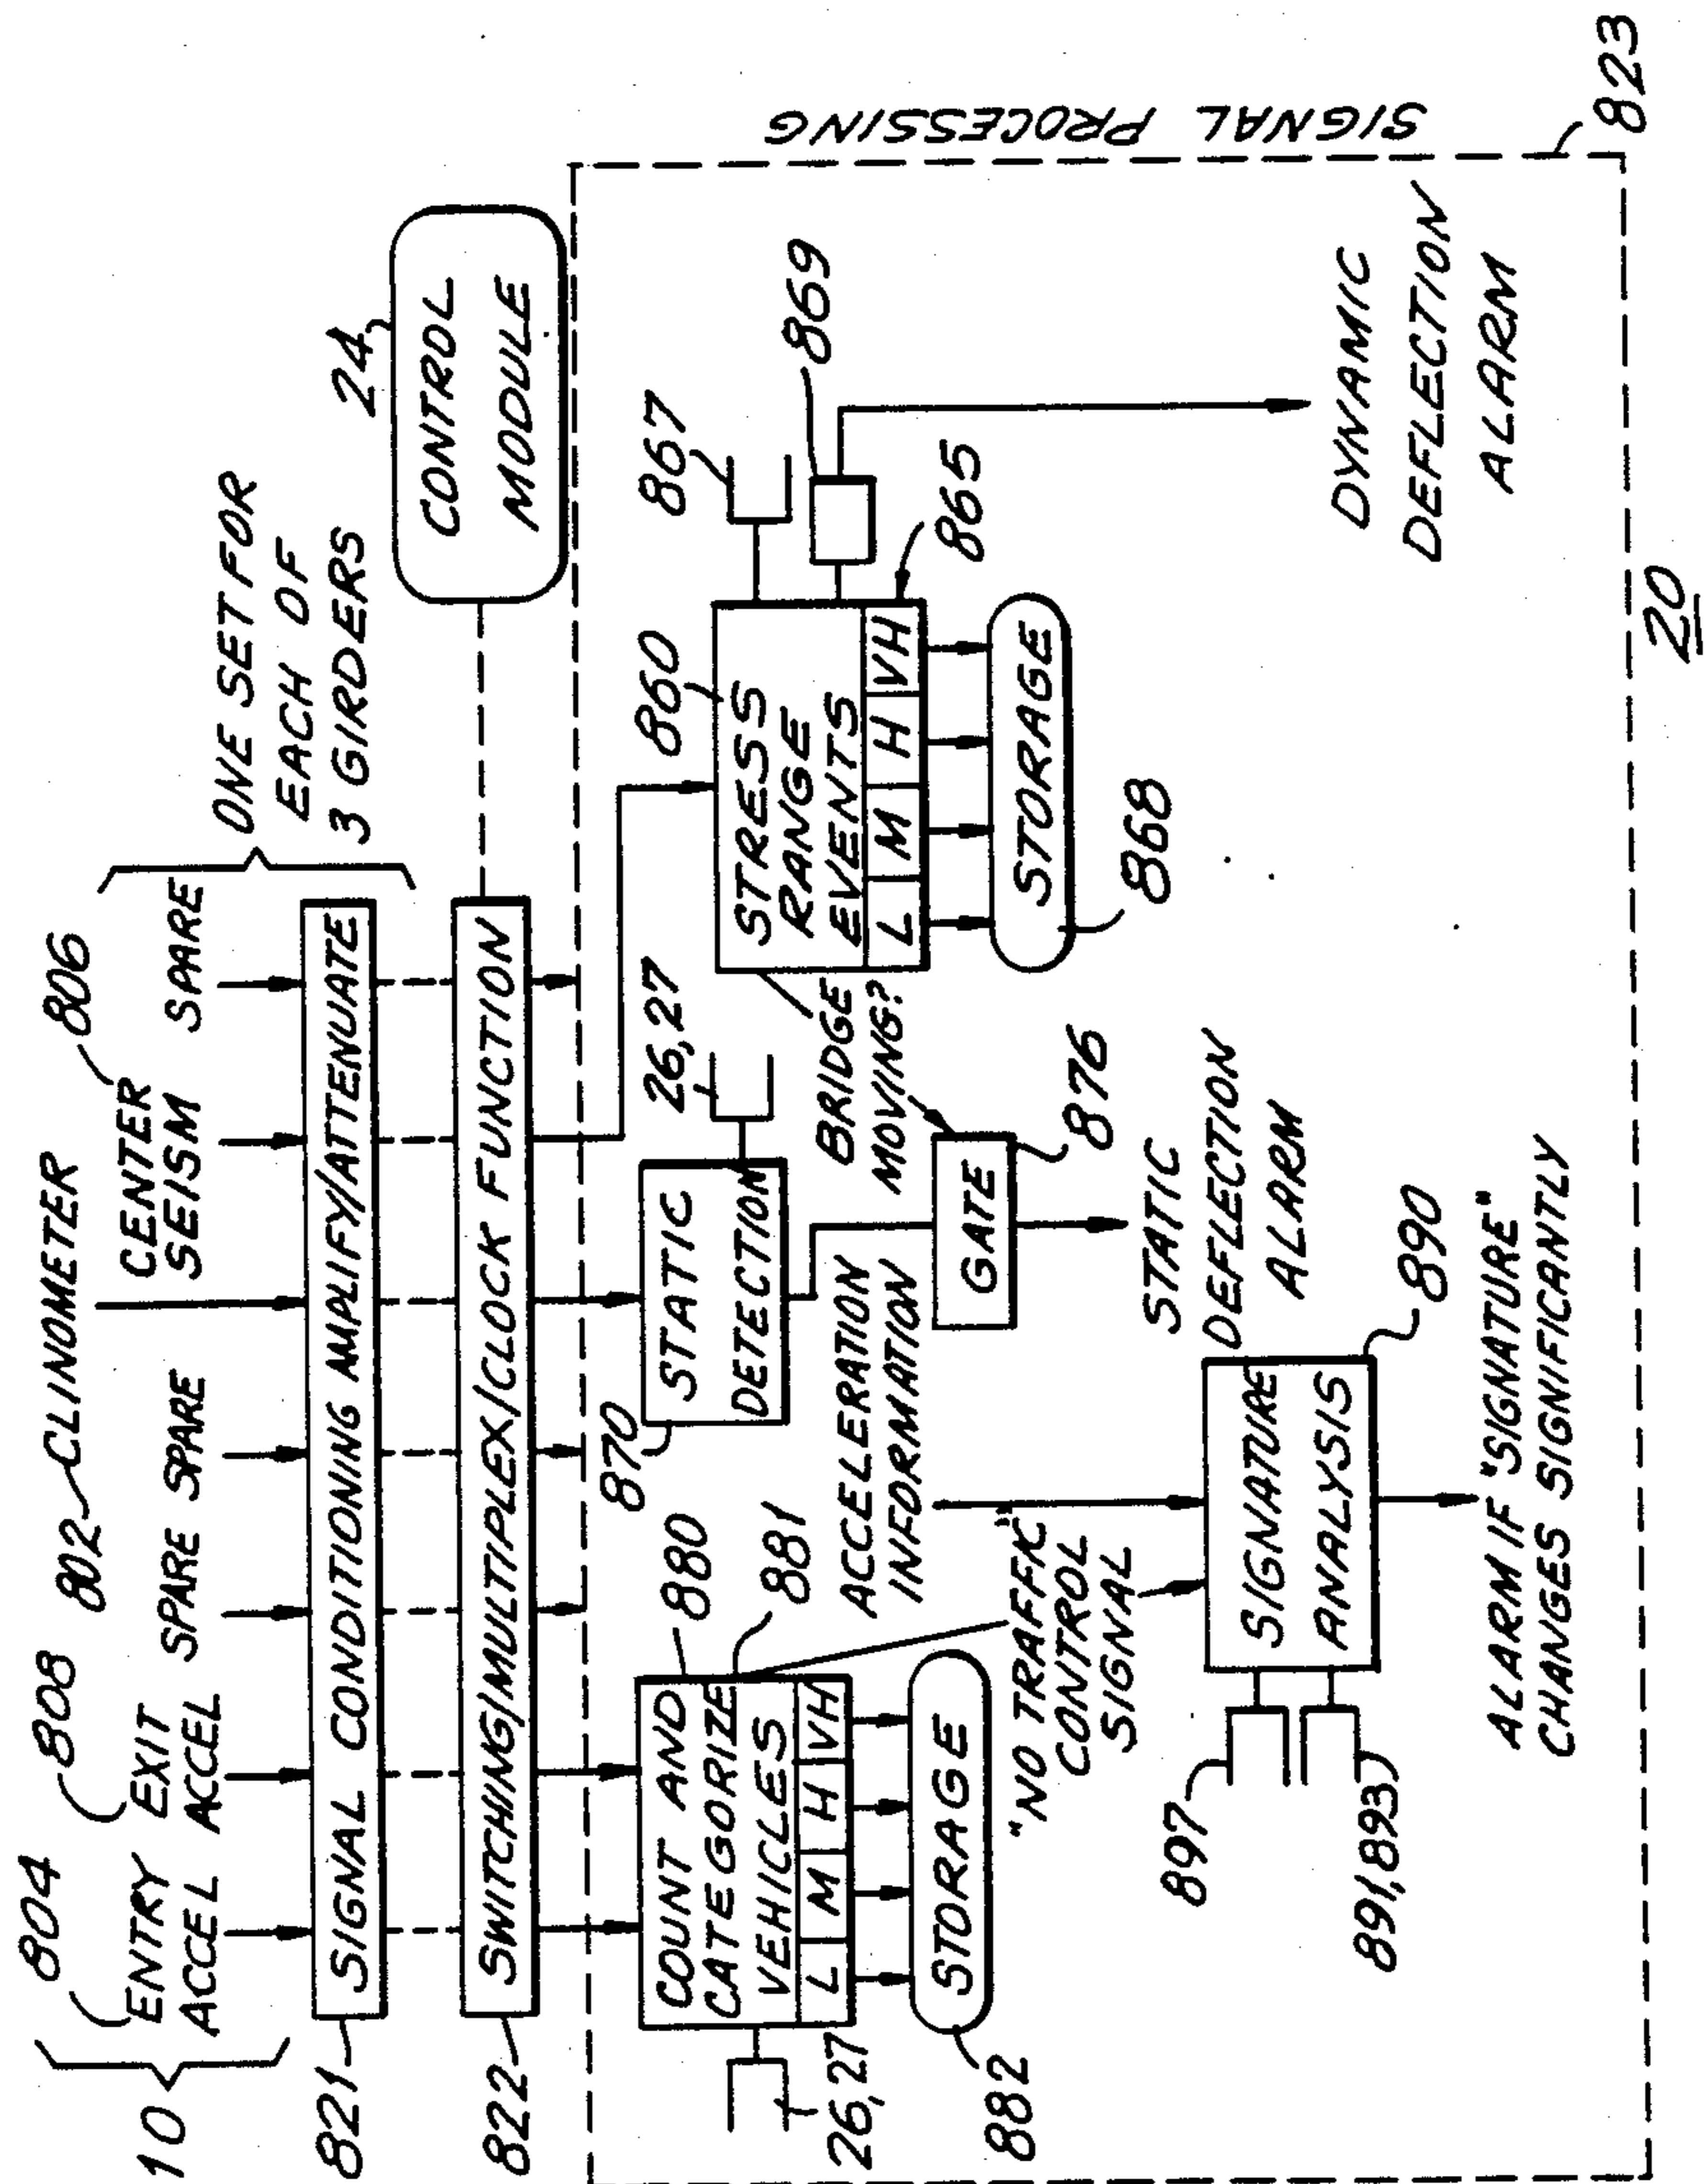 804
808
802
CLINOMETER
806
10
ENTRY
ACCEL
EXIT
ACCEL
SPARE
SPARE
CENTER
SEISM
SPARE
ONE SET FOR
EACH OF
3 GIRDERS
821
SIGNAL CONDITIONING AMPLIFY/ATTENUATE
24
CONTROL
MODULE
822
SWITCHING/MULTIPLEX/CLOCK FUNCTION
SIGNAL PROCESSING
823
880
COUNT AND
CATEGORIZE
VEHICLES
L M H VH
881
26,27
STORAGE
882
870
STATIC
DETECTION
26,27
860
STRESS
RANGE
EVENTS
L M H VH
867
869
865
STORAGE
868
BRIDGE
MOVING?
ACCELERATION
INFORMATION
GATE
876
"NO TRAFFIC"
CONTROL
SIGNAL
STATIC
DEFLECTION
ALARM
DYNAMIC
DEFLECTION
ALARM
897
891,893
SIGNATURE
ANALYSIS
890
ALARM IF "SIGNATURE"
CHANGES SIGNIFICANTLY
20